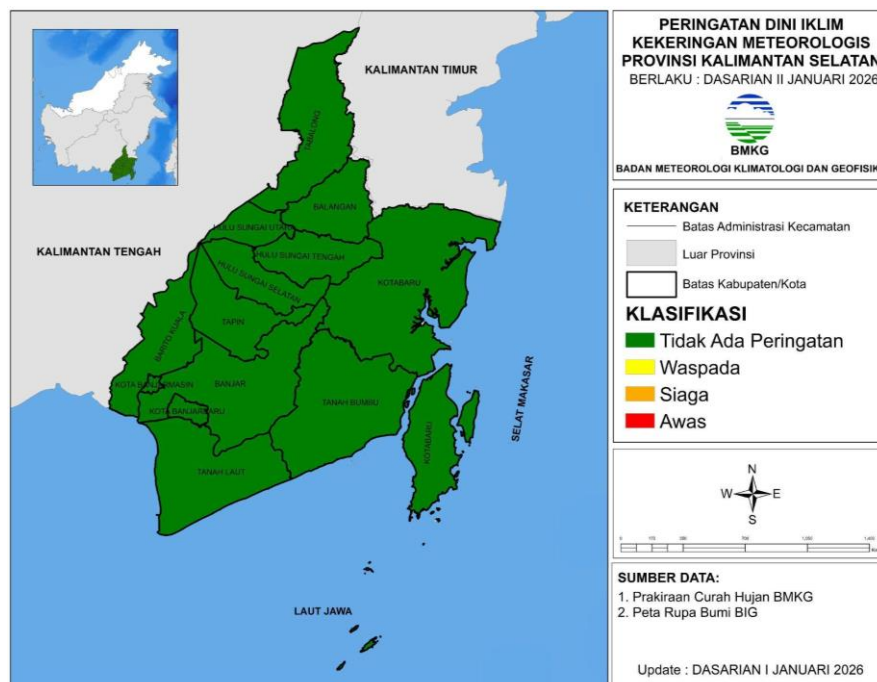 PERINGATAN DINI IKLIM
KEKERINGAN METEOROLOGIS
PROVINSI KALIMANTAN SELATAN
BERLAKU : DASARIAN II JANUARI 2026
BMKG
BADAN METEOROLOGI KLIMATOLOGI DAN GEOFISIK
KALIMANTAN TIMUR
KALIMANTAN TENGAH
TABALONG
BALANGAN
HULU SUNGAI UTARA
HULU SUNGAI TENGAH
HULU SUNGAI SELATAN
KOTABARU
TAPIN
BARITO KUALA
KOTA BANJARMASIN
BANJAR
KOTA BANJARBARU
TANAH BUMBU
TANAH LAUT
KOTABARU
SELAT MAKASAR
LAUT JAWA
KETERANGAN
Batas Administrasi Kecamatan
Luar Provinsi
Batas Kabupaten/Kota
KLASIFIKASI
Tidak Ada Peringatan
Waspada
Siaga
Awas
N
W E
S
SUMBER DATA:
1. Prakiraan Curah Hujan BMKG
2. Peta Rupa Bumi BIG
Update : DASARIAN I JANUARI 2026